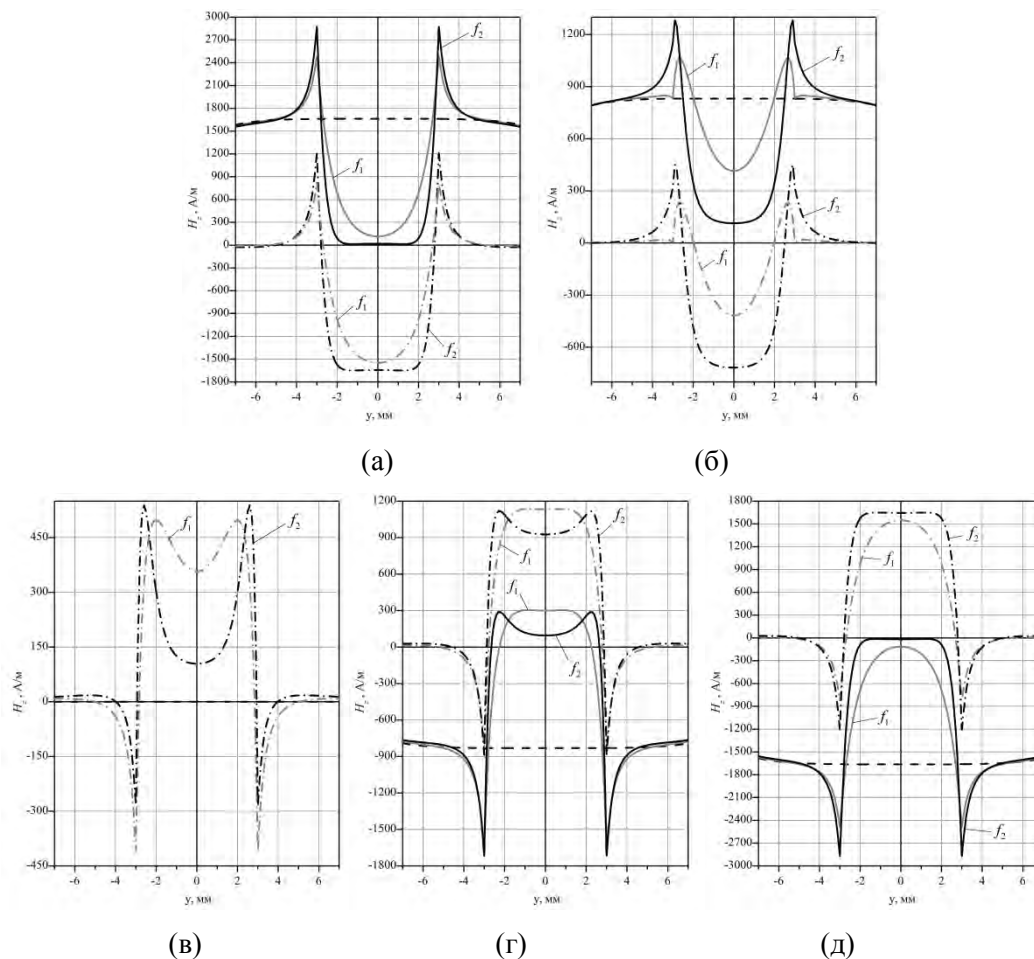 3000
2700
2400
2100
1800
1500
1200
900
600
300
0
-300
-600
-900
-1200
-1500
-1800
H_z, А/м
f₂
f₁
f₁
f₂
-6 -4 -2 0 2 4 6
y, мм
(а)
1200
900
600
300
0
-300
-600
H_z, А/м
f₁
f₂
f₂
f₁
-6 -4 -2 0 2 4 6
y, мм
(б)
450
300
150
0
-150
-300
-450
H_z, А/м
f₁
f₂
-6 -4 -2 0 2 4 6
y, мм
(в)
1200
900
600
300
0
-300
-600
-900
-1200
-1500
-1800
H_z, А/м
f₂
f₁
f₁
f₂
-6 -4 -2 0 2 4 6
y, мм
(г)
1800
1500
1200
900
600
300
0
-300
-600
-900
-1200
-1500
-1800
-2100
-2400
-2700
-3000
H_z, А/м
f₂
f₁
f₁
f₂
-6 -4 -2 0 2 4 6
y, мм
(д)